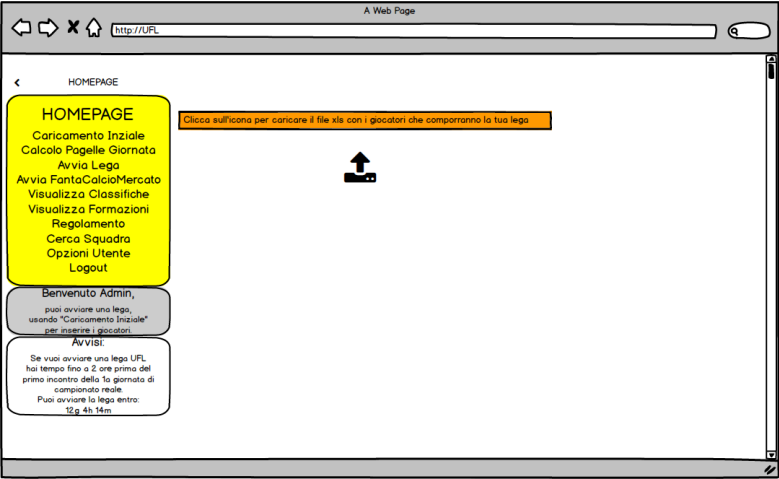 A Web Page
http://UFL
HOMEPAGE
HOMEPAGE
Caricamento Inziale
Calcolo Pagelle Giornata
Avvia Lega
Avvia FantaCalcioMercato
Visualizza Classifiche
Visualizza Formazioni
Regolamento
Cerca Squadra
Opzioni Utente
Logout
Clicca sull'icona per caricare il file xls con i giocatori che comporranno la tua lega
Benvenuto Admin,
puoi avviare una lega,
usando "Caricamento Iniziale"
per inserire i giocatori.
Avvisi:
Se vuoi avviare una lega UFL
hai tempo fino a 2 ore prima del
primo incontro della 1a giornata di
campionato reale.
Puoi avviare la lega entro:
12g 4h 14m